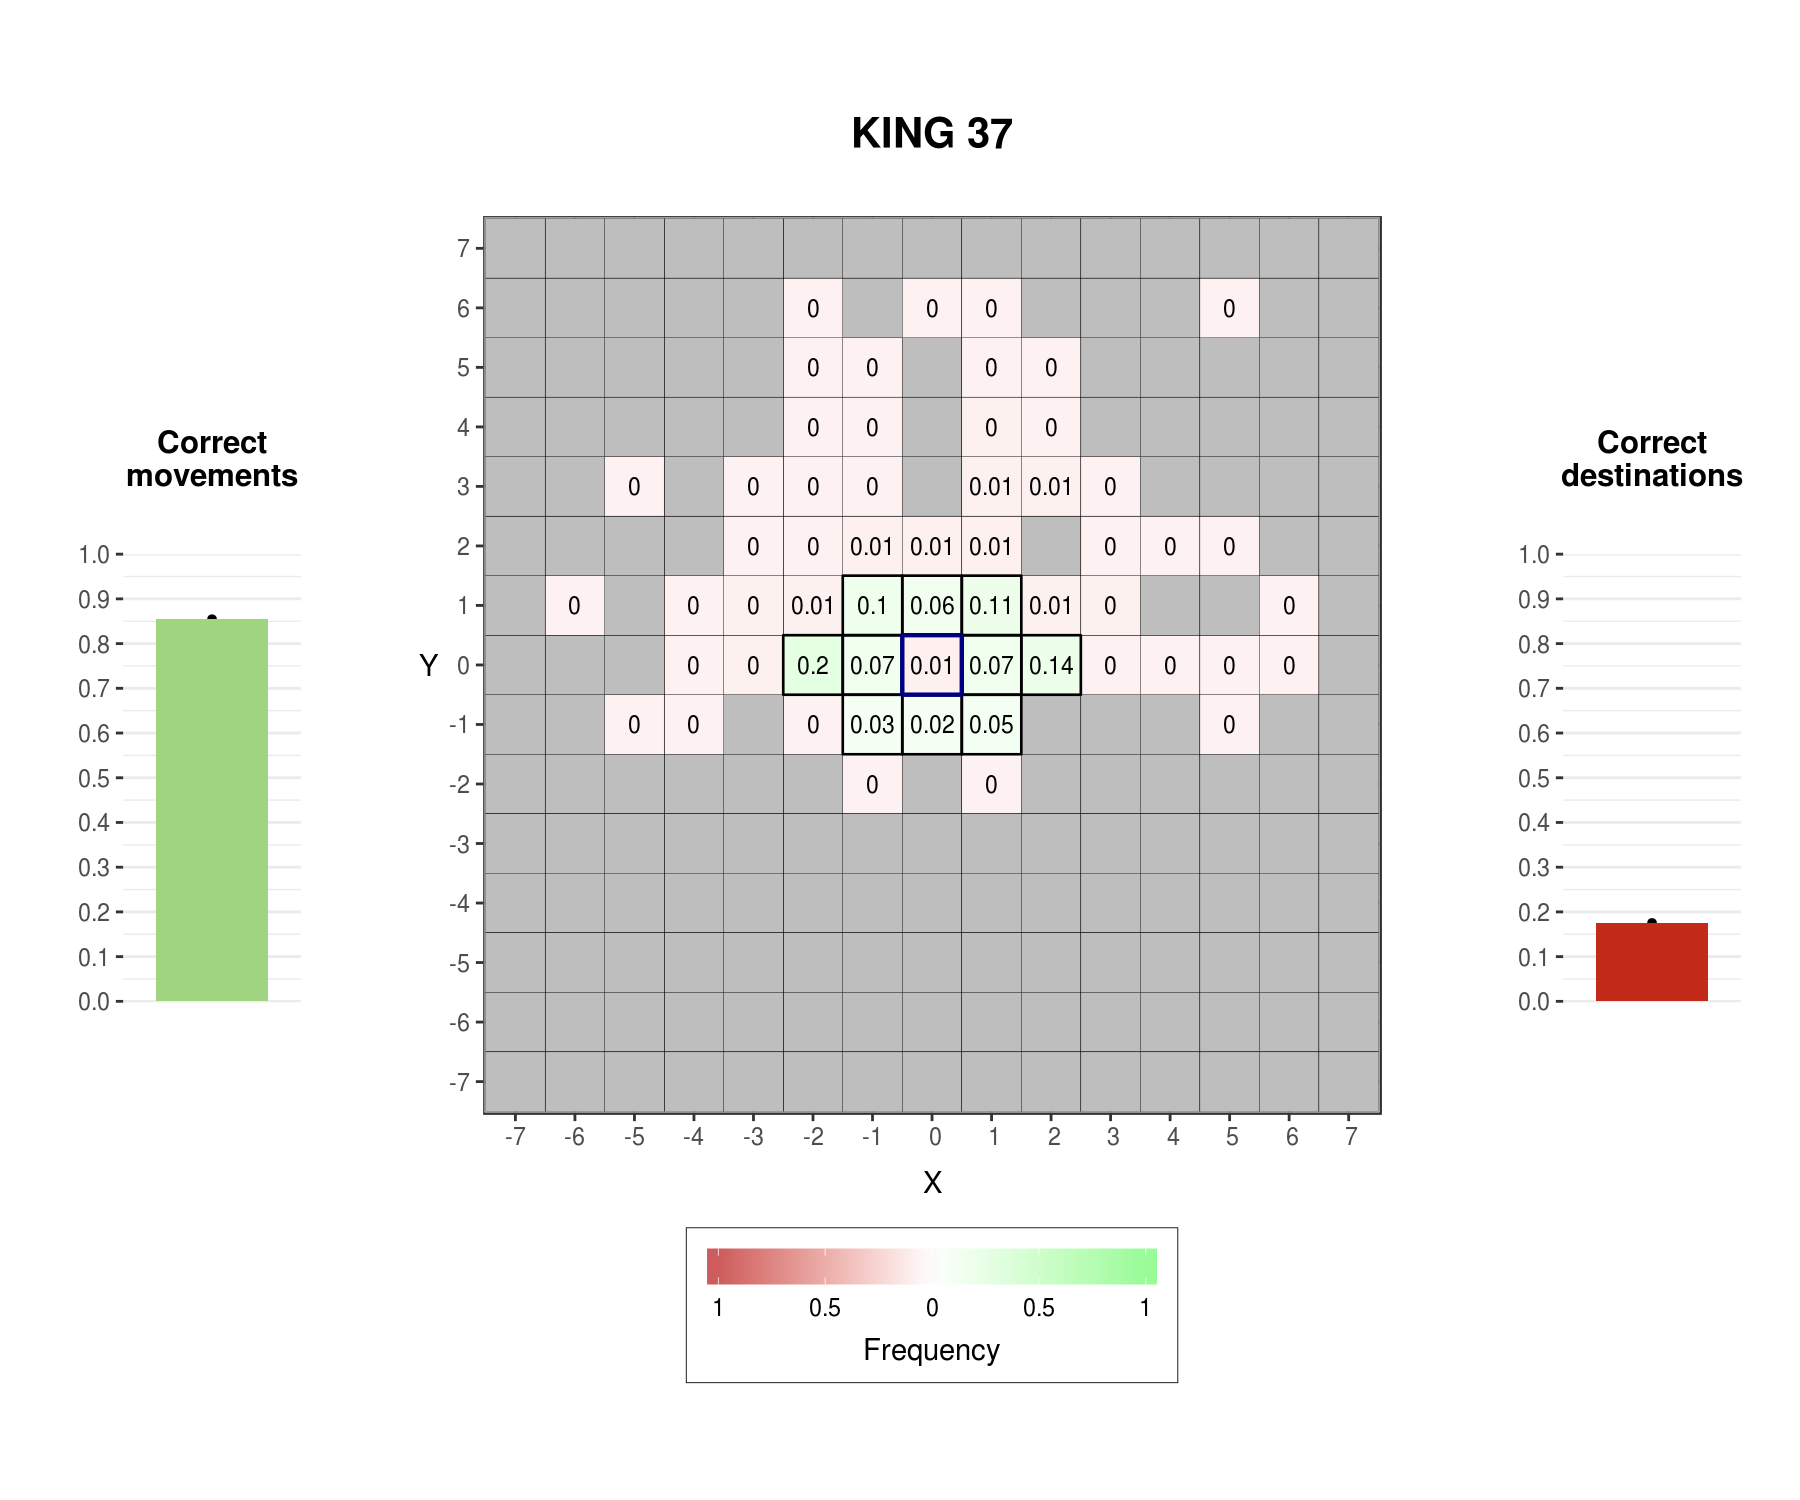 KING 37
Correct
movements
1.0
0.9
0.8
0.7
0.6
0.5
0.4
0.3
0.2
0.1
0.0
Y
7
6 0 0 0 0
5 0 0 0 0
4 0 0 0 0
3 0 0 0 0 0.01 0.01 0
2 0 0 0.01 0.01 0.01 0 0 0
1 0 0 0 0.01 0.1 0.06 0.11 0.01 0 0
0 0 0 0.2 0.07 0.01 0.07 0.14 0 0 0 0
-1 0 0 0 0.03 0.02 0.05 0
-2 0 0
-3
-4
-5
-6
-7
-7 -6 -5 -4 -3 -2 -1 0 1 2 3 4 5 6 7
X
1 0.5 0 0.5 1
Frequency
Correct
destinations
1.0
0.9
0.8
0.7
0.6
0.5
0.4
0.3
0.2
0.1
0.0